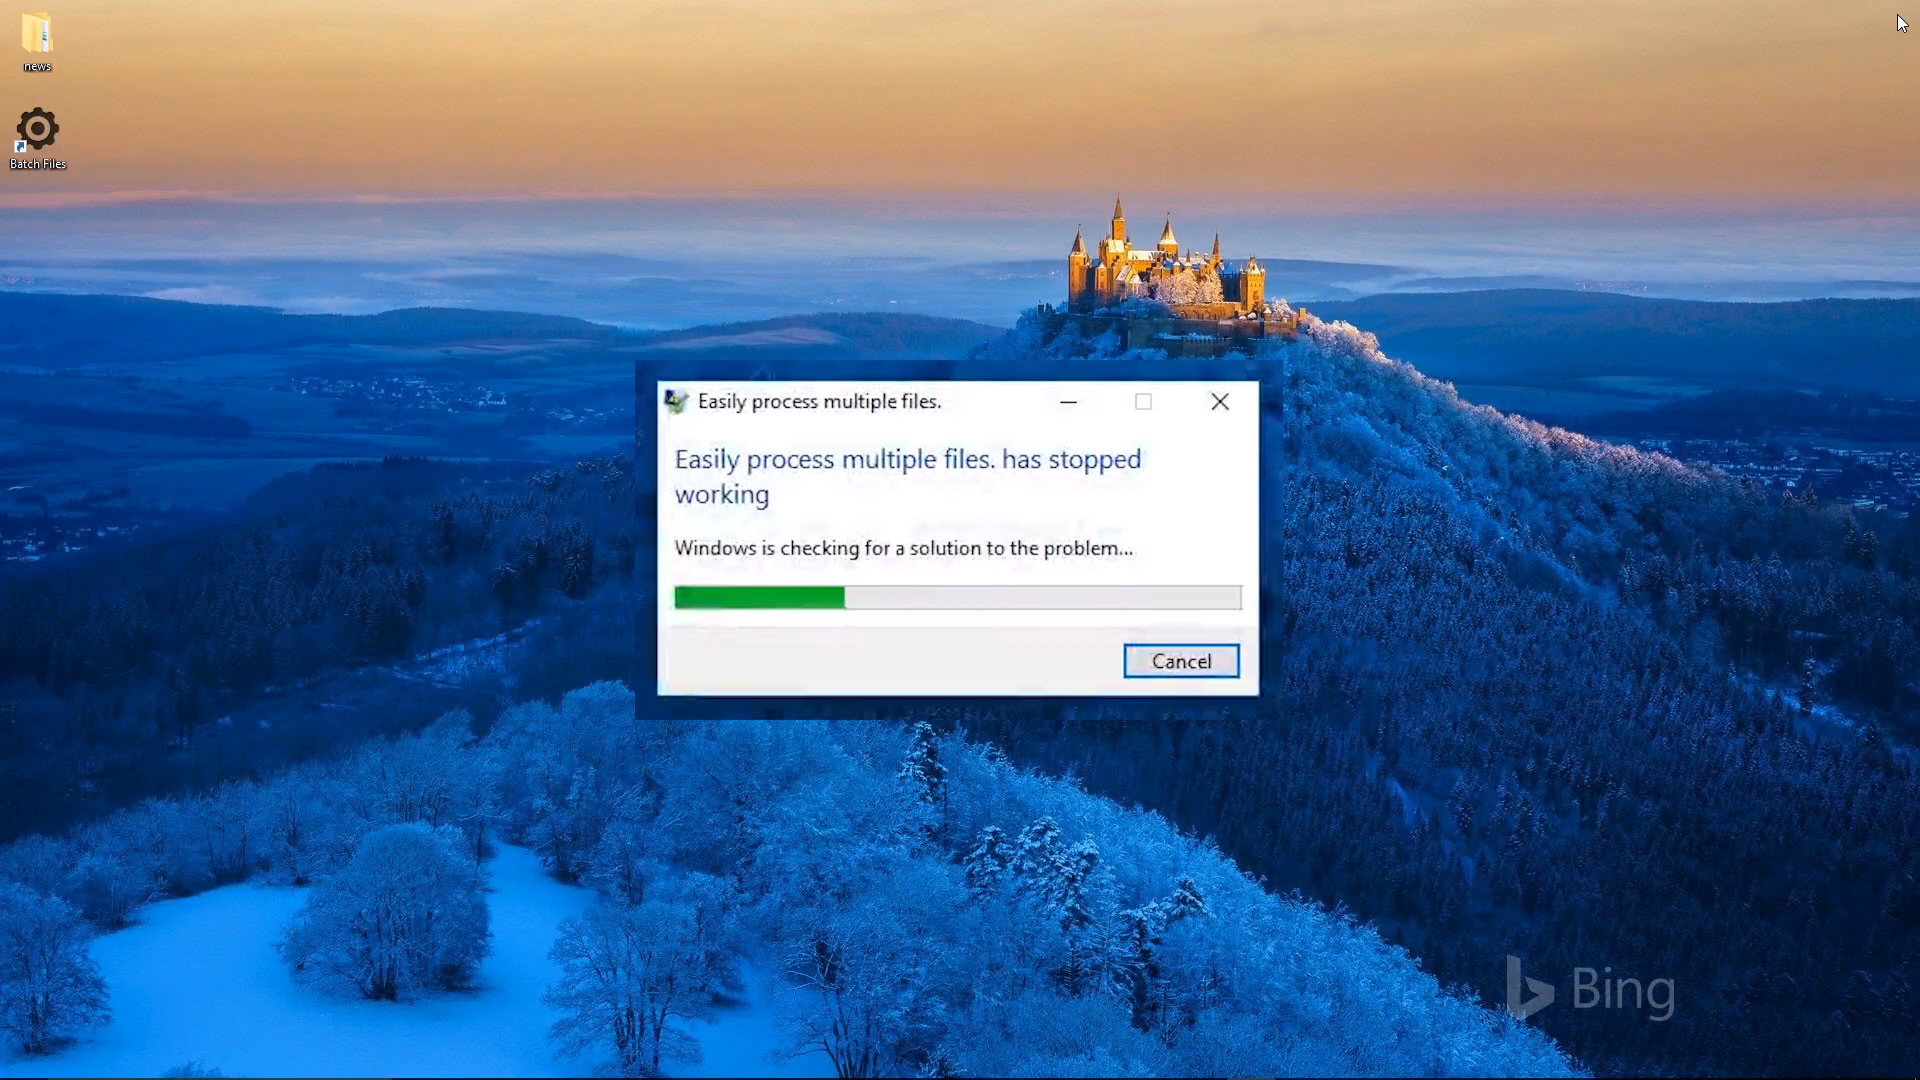 news
Batch Files
Easily process multiple files.
Easily process multiple files. has stopped
working
Windows is checking for a solution to the problem...
Cancel
Bing